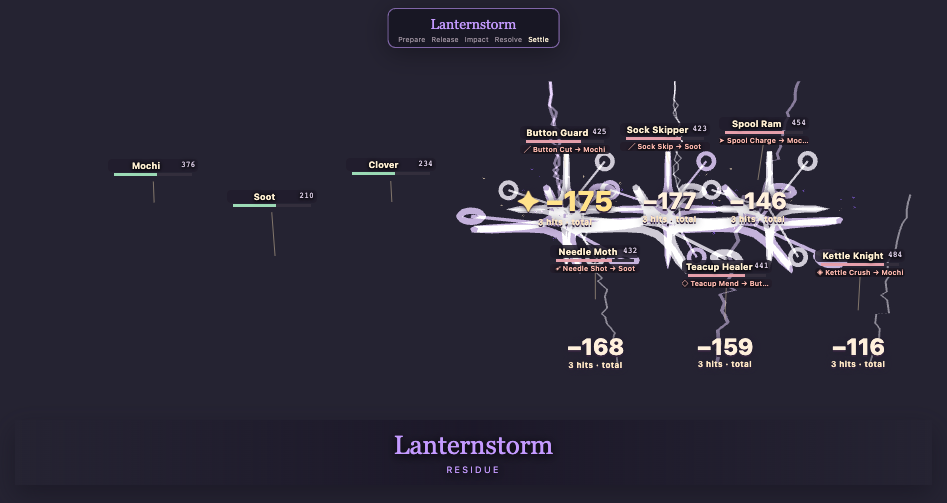 Lanternstorm
Prepare Release Impact Resolve Settle
Button Guard 425
Button Cut → Mochi
Sock Skipper 423
Sock Skip → Soot
Spool Ram 454
Spool Charge → Moc...
Mochi 376
Clover 234
Soot 210
−175
3 hits · total
−177
3 hits · total
−146
3 hits · total
Needle Moth 432
Needle Shot → Soot
Teacup Healer 441
Teacup Mend → But...
Kettle Knight 484
Kettle Crush → Mochi
−168
3 hits · total
−159
3 hits · total
−116
3 hits · total
Lanternstorm
RESIDUE